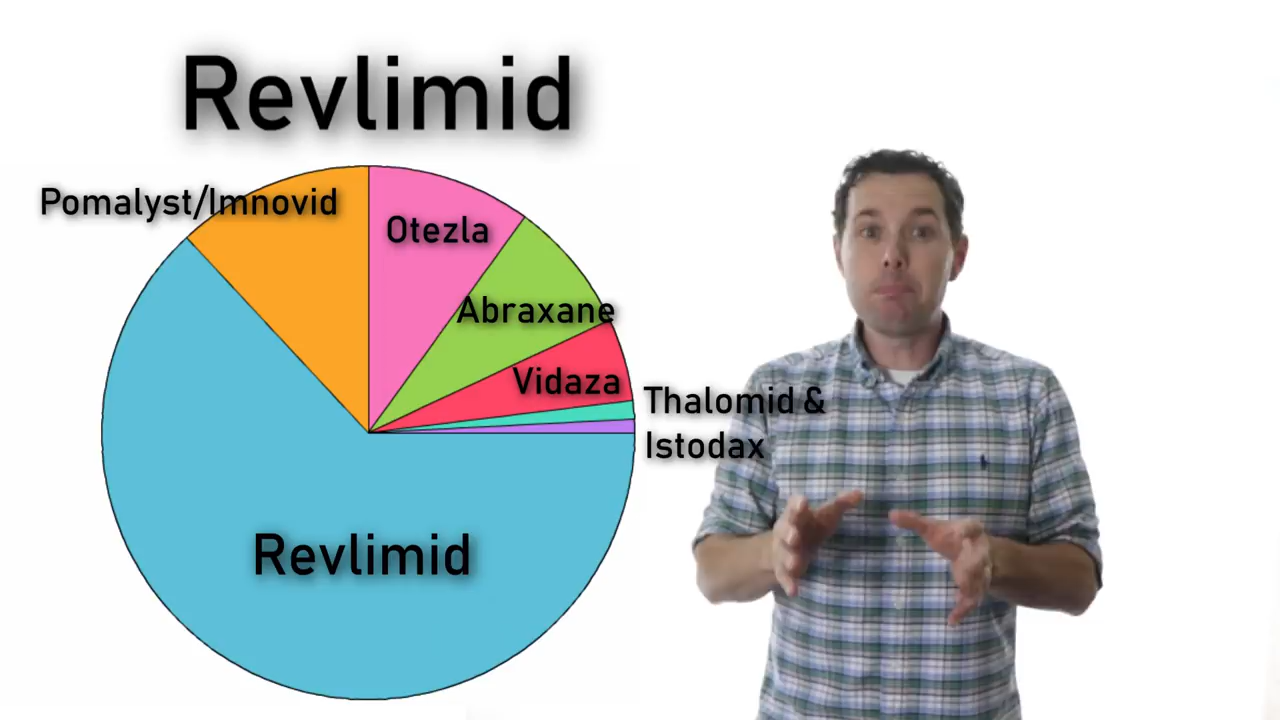 Revlimid
Pomalyst/Imnovid
Otezla
Abraxane
Vidaza
Thalomid &
Istodax
Revlimid